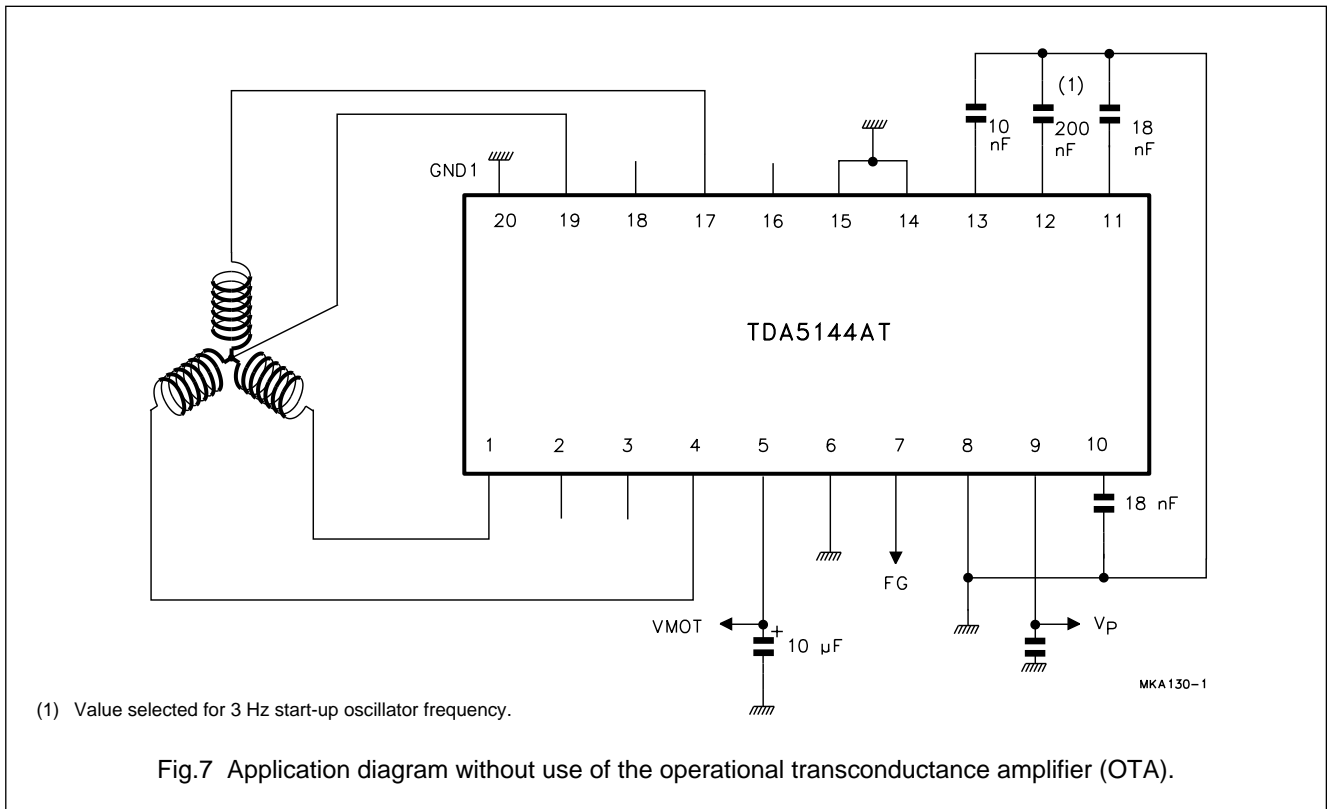 (1)
10 nF
200 nF
18 nF
GND1
20 19 18 17 16 15 14 13 12 11
TDA5144AT
1 2 3 4 5 6 7 8 9 10
18 nF
FG
VMOT
+
10 µF
VP
MKA130-1
(1) Value selected for 3 Hz start-up oscillator frequency.
Fig.7 Application diagram without use of the operational transconductance amplifier (OTA).